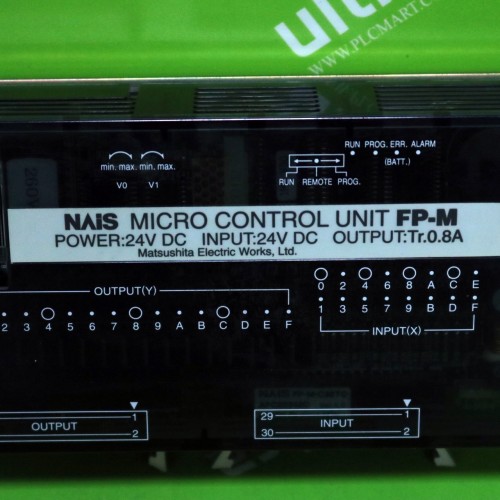 ult
WWW.PLCMART.C
RUN PROG. ERR. ALARM
(BATT.)
min. max. min. max.
V0 V1
RUN REMOTE PROG.
NAiS MICRO CONTROL UNIT FP-M
POWER:24V DC INPUT:24V DC OUTPUT:Tr.0.8A
Matsushita Electric Works, Ltd.
0 2 4 6 8 A C E
OUTPUT(Y)
1 3 5 7 9 B D F
2 3 4 5 6 7 8 9 A B C D E F
INPUT(X)
OUTPUT
1
2
29
30
INPUT
1
2